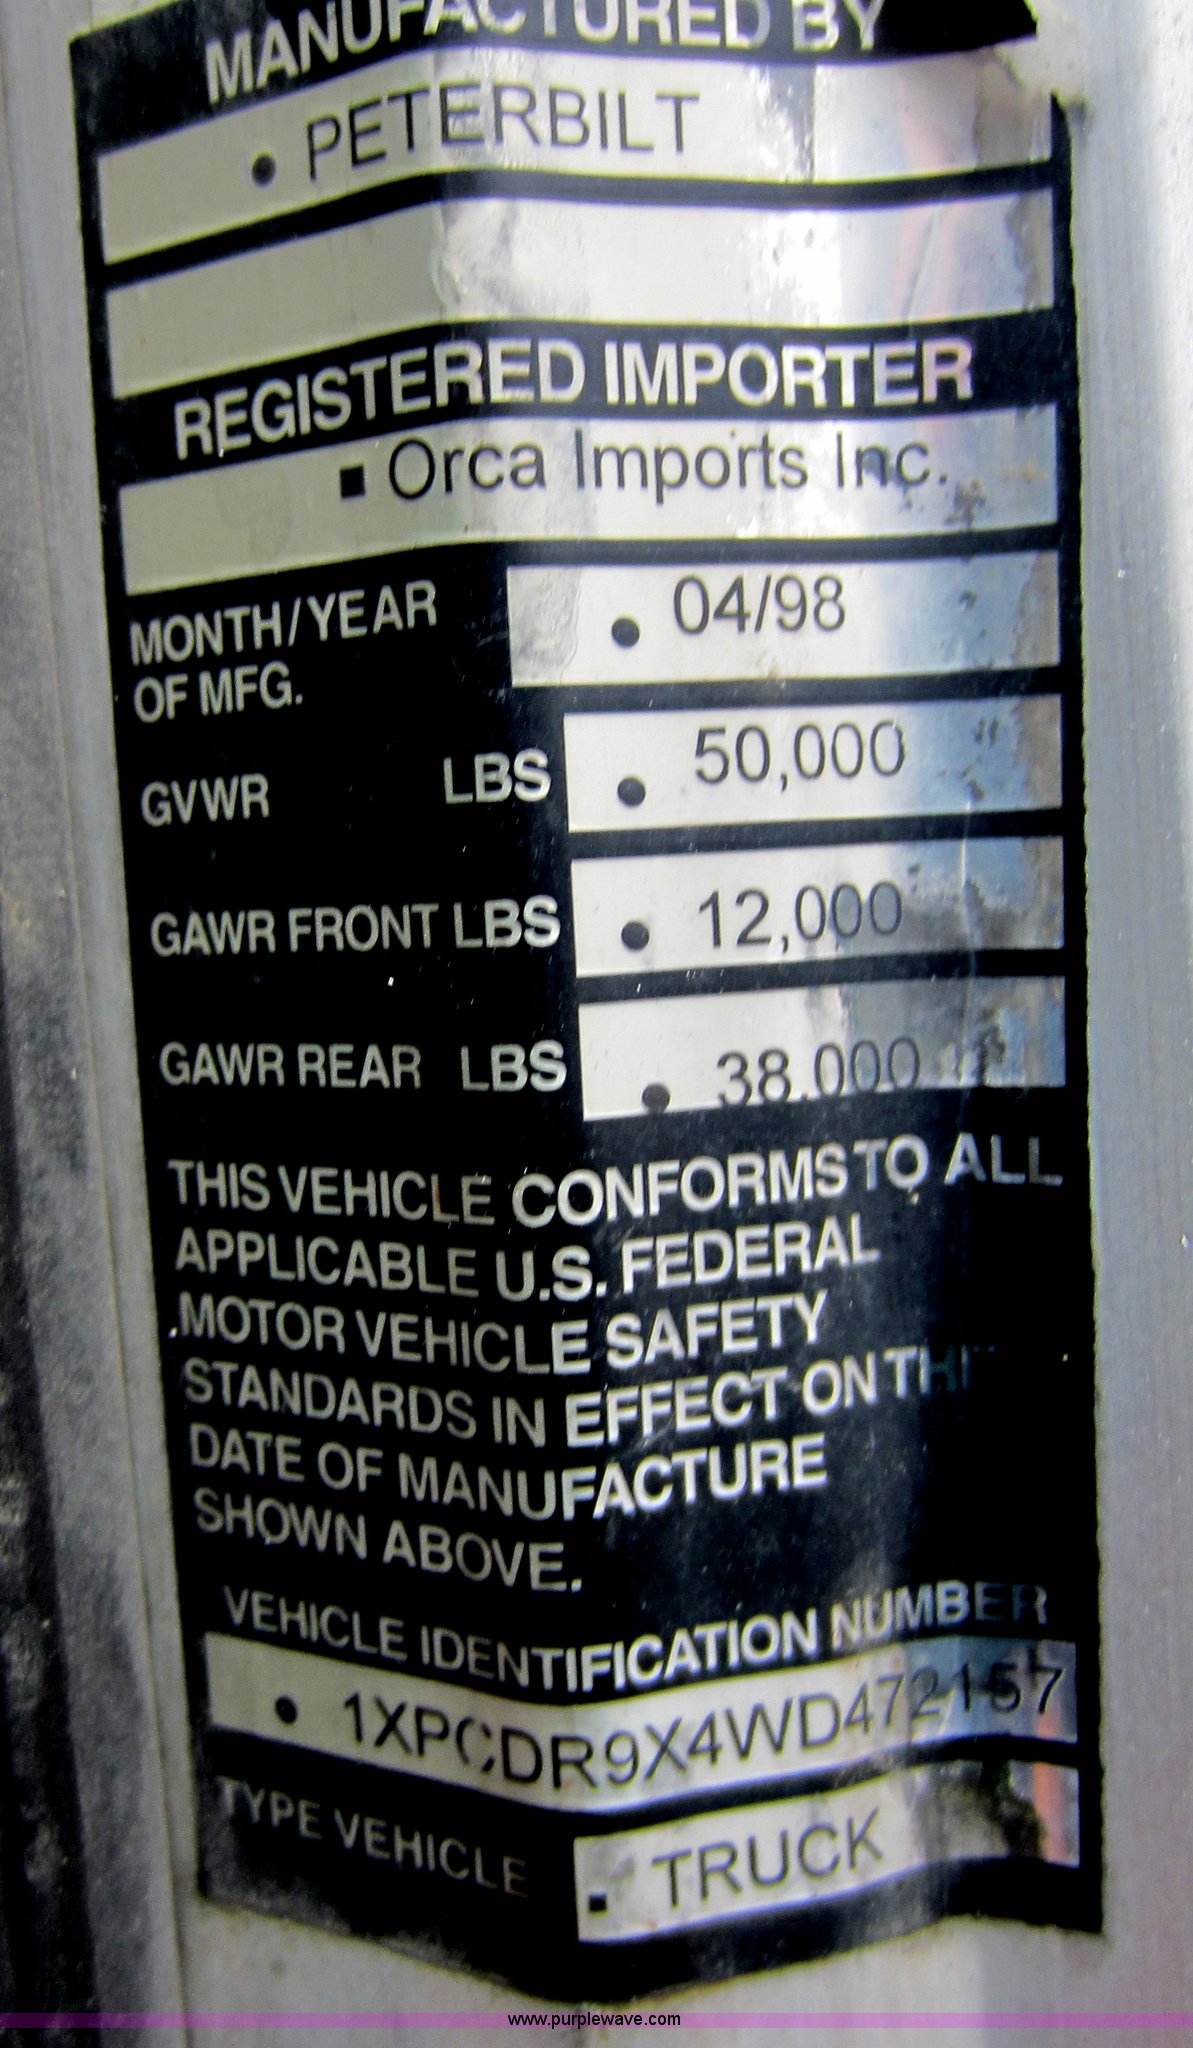 MANUFACTURED BY
• PETERBILT
REGISTERED IMPORTER
▪ Orca Imports Inc.
MONTH/YEAR
OF MFG.
• 04/98
GVWR LBS • 50,000
GAWR FRONT LBS • 12,000
GAWR REAR LBS • 38,000
THIS VEHICLE CONFORMS TO ALL
APPLICABLE U.S. FEDERAL
MOTOR VEHICLE SAFETY
STANDARDS IN EFFECT ON THE
DATE OF MANUFACTURE
SHOWN ABOVE.
VEHICLE IDENTIFICATION NUMBER
• 1XPCDR9X4WD472157
TYPE VEHICLE ▪ TRUCK
www.purplewave.com